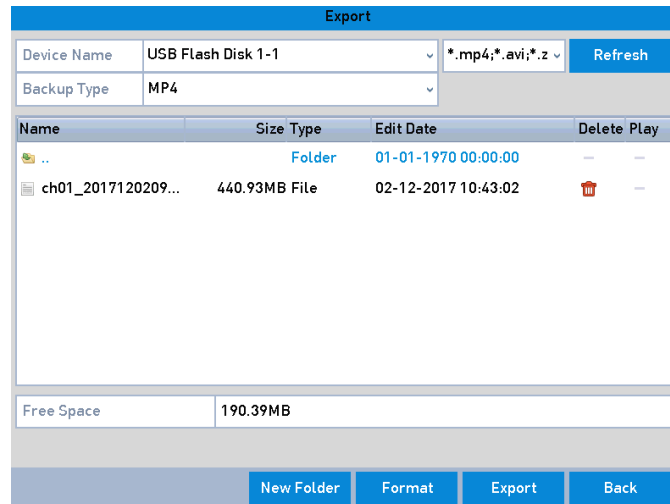 Export
Device Name USB Flash Disk 1-1 *.mp4;*.avi;*.z Refresh
Backup Type MP4
Name Size Type Edit Date Delete Play
.. Folder 01-01-1970 00:00:00 — —
ch01_2017120209... 440.93MB File 02-12-2017 10:43:02 —
Free Space 190.39MB
New Folder Format Export Back